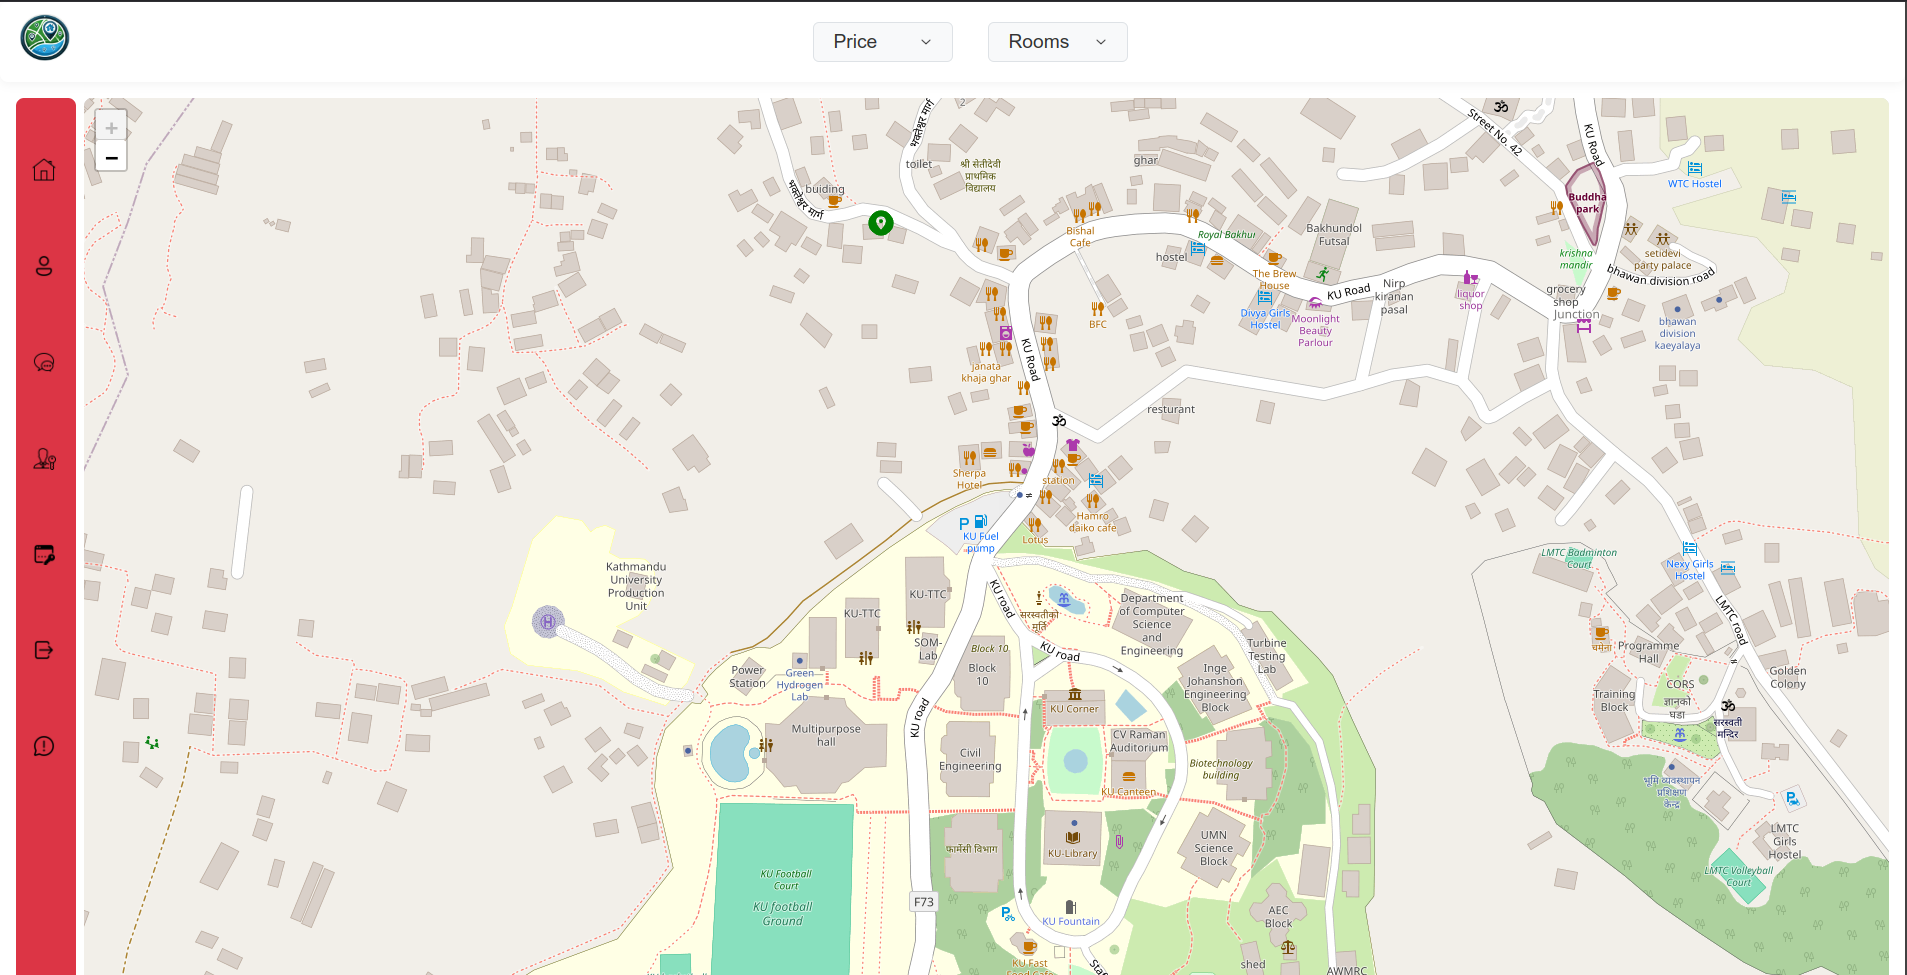 Price
Rooms
+
−
2
भक्तेश्वर मार्ग
toilet
श्री सेतीदेवी
प्राथमिक
विद्यालय
ghar
Street No. 42
KU Road
WTC Hostel
buiding
भक्तेश्वर मार्ग
Buddha
park
Bishal
Cafe
Royal Bakhur
Bakhundol
Futsal
hostel
krishna
mandir
setidevi
party palace
bhawan division road
The Brew
House
KU Road
Nirp
kiranan
pasal
liquor
shop
grocery
shop
Junction
Divya Girls
Hostel
Moonlight
Beauty
Parlour
BFC
bhawan
division
kaeyalaya
KU Road
janata
khaja ghar
resturant
Sherpa
Hotel
station
Hamro
daiko cafe
P
KU Fuel
pump
Lotus
LMTC Badminton
Court
Nexy Girls
Hostel
LMTC road
Kathmandu
University
Production
Unit
H
KU-TTC
KU-TTC
KU road
सरस्वतीको
मूर्ति
Department
of Computer
Science
and
Engineering
SOM-
Lab
Block 10
Block
10
KU road
Turbine
Testing
Lab
Inge
Johanshon
Engineering
Block
Power
Station
Green
Hydrogen
Lab
KU road
KU Corner
चमेना
Programme
Hall
Golden
Colony
CORS
Training
Block
ज्ञानको
घडा
सरस्वती
मन्दिर
Multipurpose
hall
Civil
Engineering
CV Raman
Auditorium
Biotechnology
building
KU Canteen
भूमि व्यवस्थापन
प्रशिक्षण
केन्द्र
P
KU Football
Court
KU football
Ground
फार्मेसी विभाग
KU-Library
UMN
Science
Block
LMTC
Girls
Hostel
LMTC Volleyball
Court
F73
P
KU Fountain
AEC
Block
KU Fast
Food Cafe
shed
AWMRC